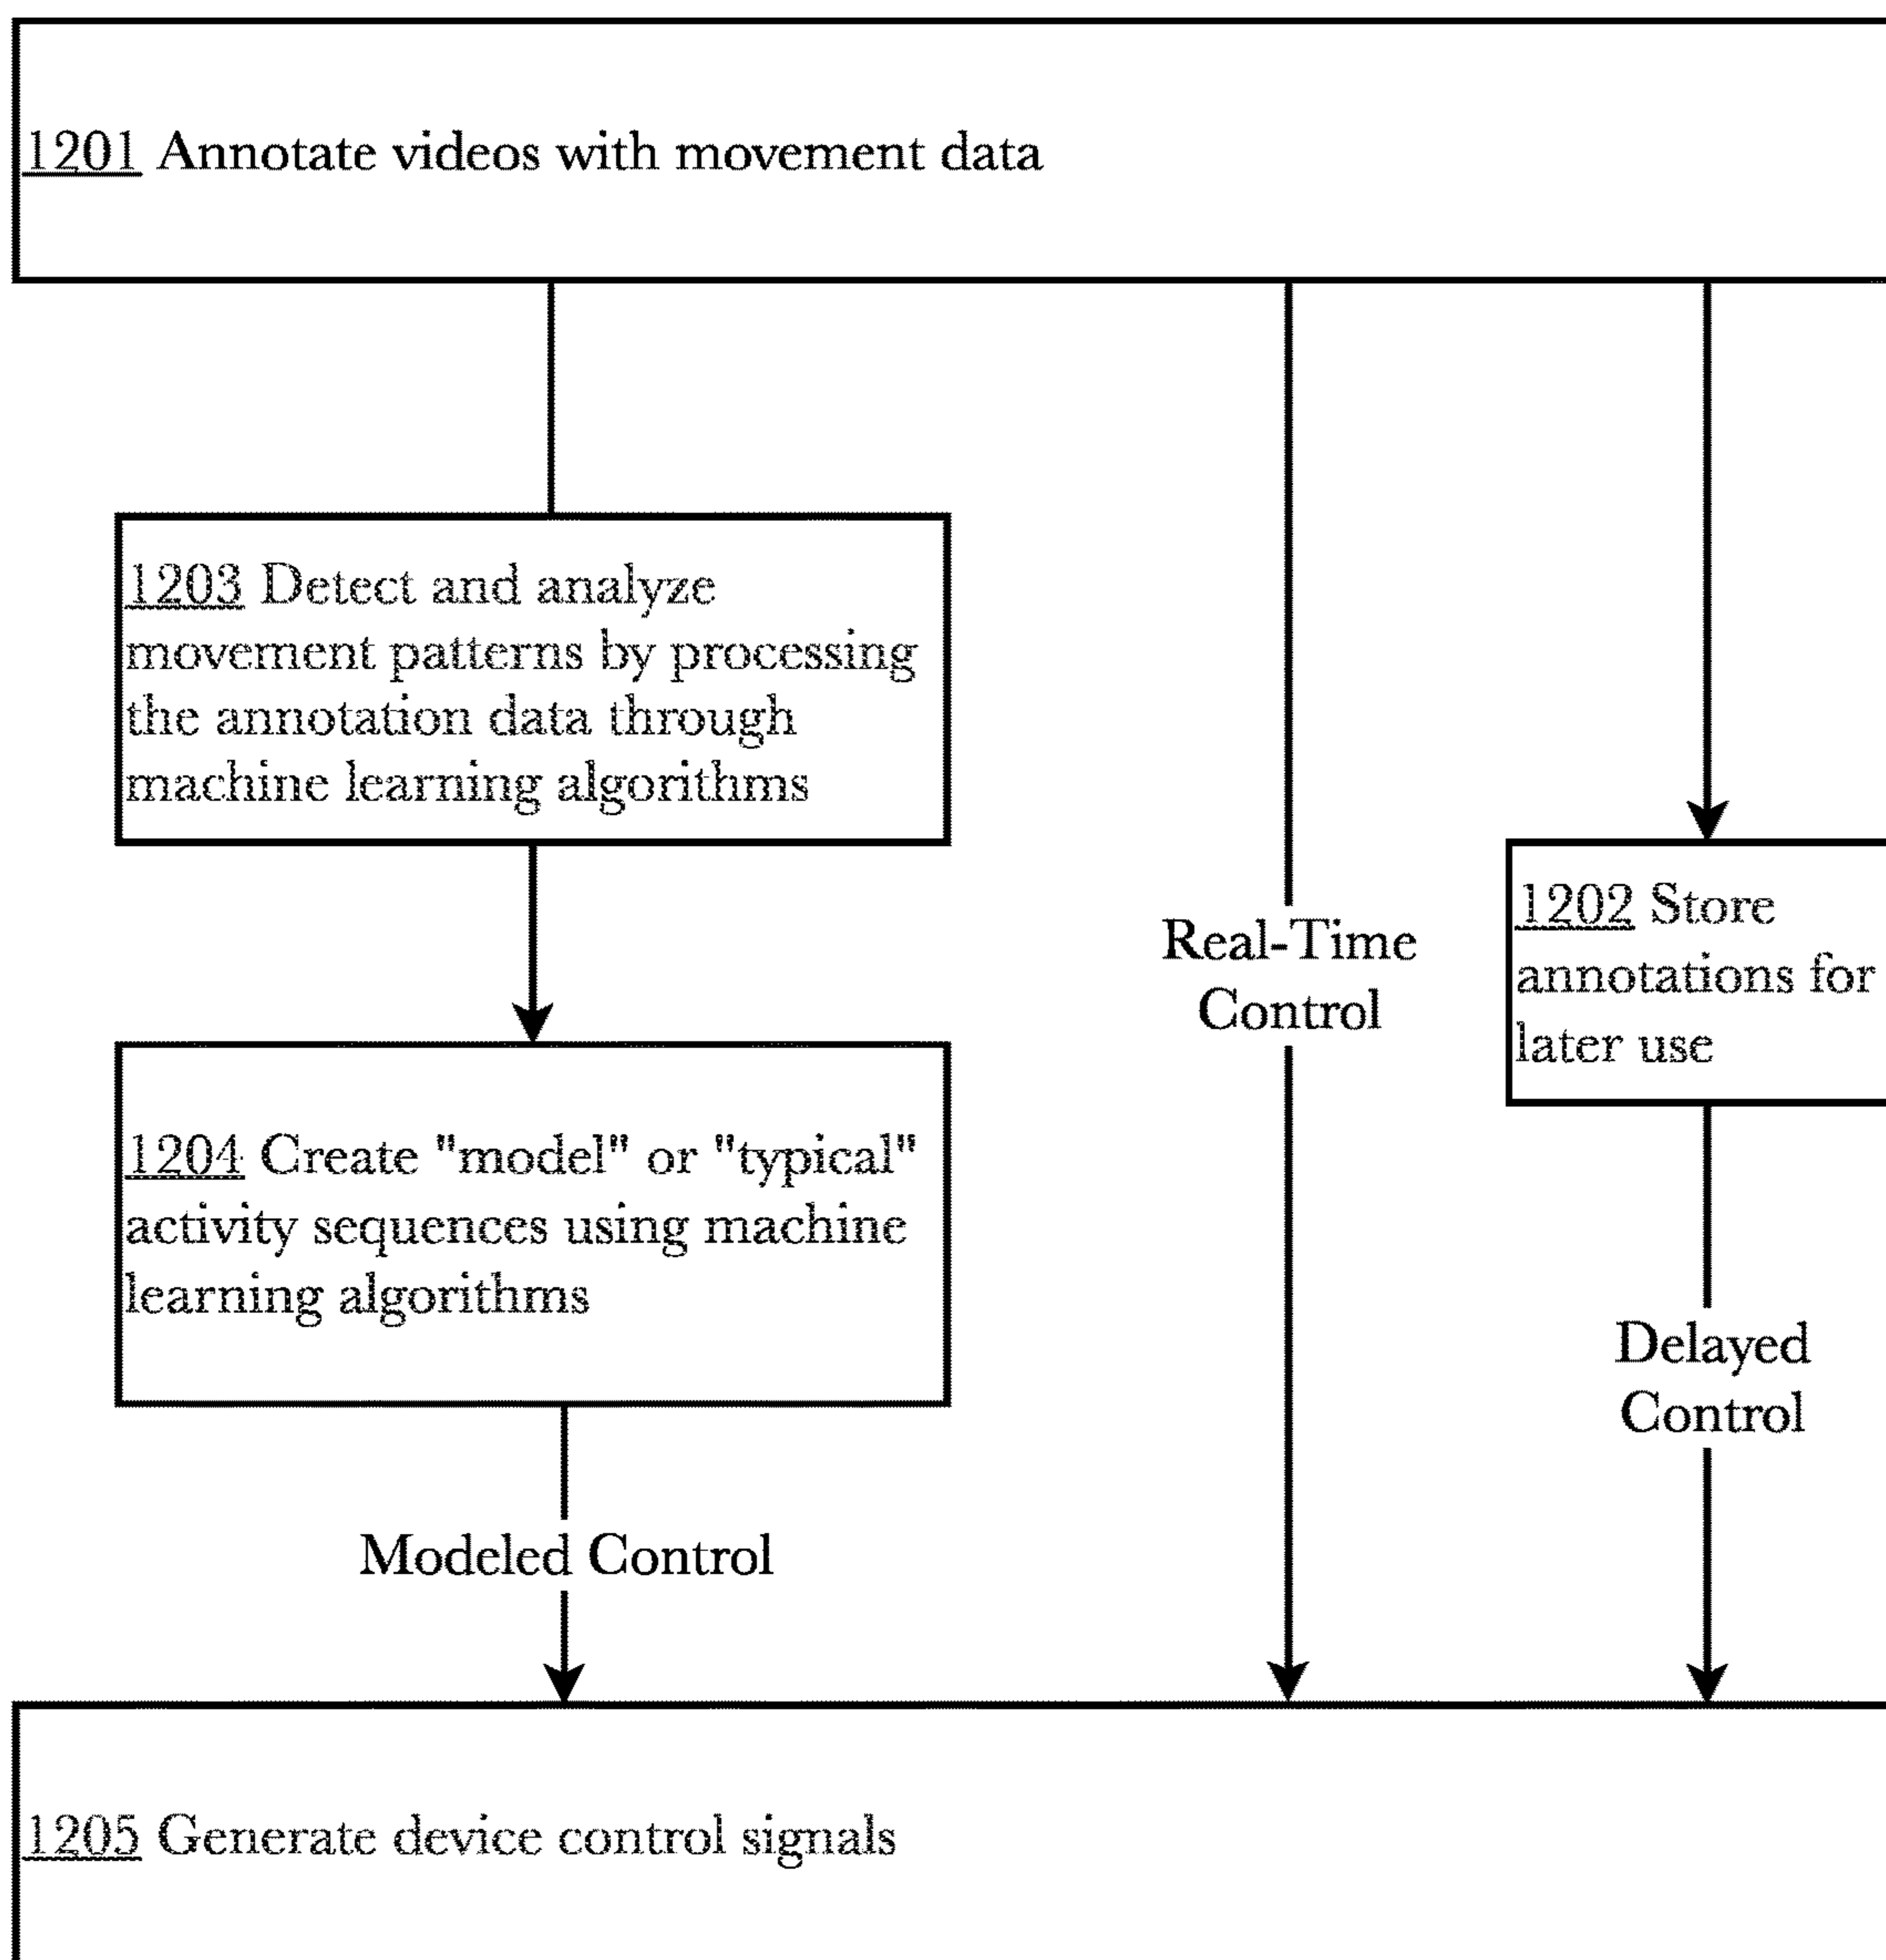 1201 Annotate videos with movement data
1203 Detect and analyze
movement patterns by processing
the annotation data through
machine learning algorithms
1202 Store
annotations for
later use
Real-Time
Control
1204 Create "model" or "typical"
activity sequences using machine
learning algorithms
Delayed
Control
Modeled Control
1205 Generate device control signals